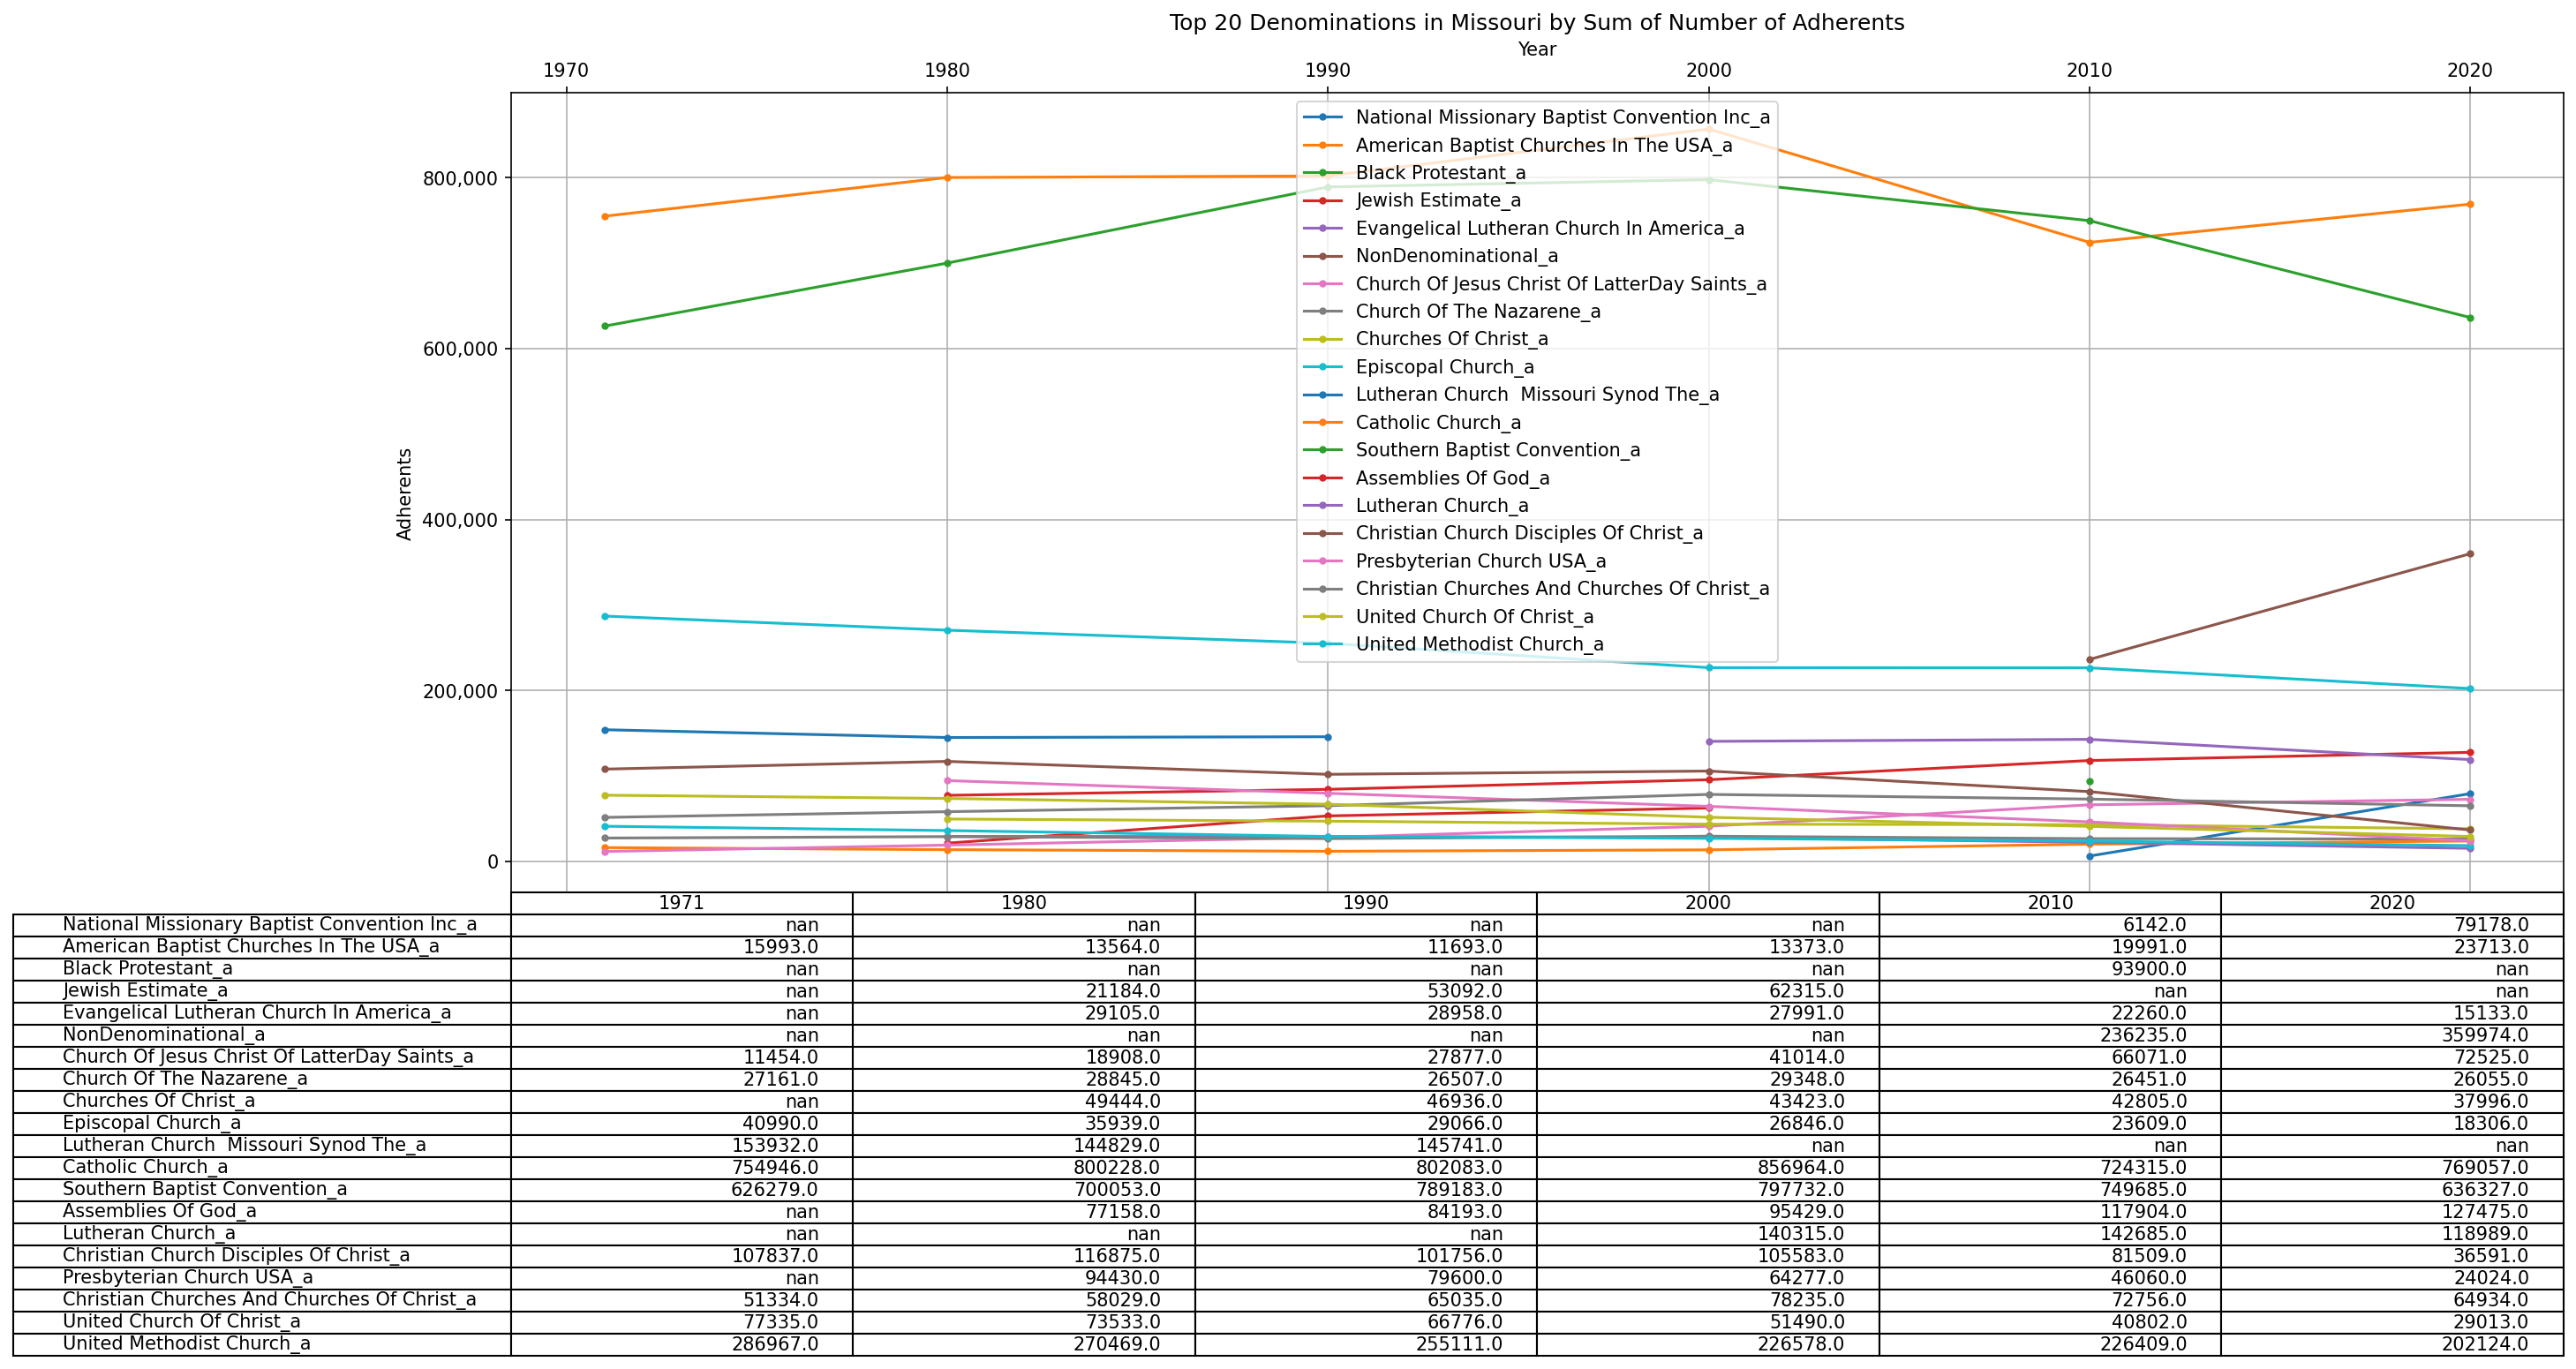 Top 20 Denominations in Missouri by Sum of Number of Adherents
Year
1970 1980 1990 2000 2010 2020
Adherents
800,000
600,000
400,000
200,000
0
National Missionary Baptist Convention Inc_a
American Baptist Churches In The USA_a
Black Protestant_a
Jewish Estimate_a
Evangelical Lutheran Church In America_a
NonDenominational_a
Church Of Jesus Christ Of LatterDay Saints_a
Church Of The Nazarene_a
Churches Of Christ_a
Episcopal Church_a
Lutheran Church  Missouri Synod The_a
Catholic Church_a
Southern Baptist Convention_a
Assemblies Of God_a
Lutheran Church_a
Christian Church Disciples Of Christ_a
Presbyterian Church USA_a
Christian Churches And Churches Of Christ_a
United Church Of Christ_a
United Methodist Church_a
1971 1980 1990 2000 2010 2020
National Missionary Baptist Convention Inc_a nan nan nan nan 6142.0 79178.0
American Baptist Churches In The USA_a 15993.0 13564.0 11693.0 13373.0 19991.0 23713.0
Black Protestant_a nan nan nan nan 93900.0 nan
Jewish Estimate_a nan 21184.0 53092.0 62315.0 nan nan
Evangelical Lutheran Church In America_a nan 29105.0 28958.0 27991.0 22260.0 15133.0
NonDenominational_a nan nan nan nan 236235.0 359974.0
Church Of Jesus Christ Of LatterDay Saints_a 11454.0 18908.0 27877.0 41014.0 66071.0 72525.0
Church Of The Nazarene_a 27161.0 28845.0 26507.0 29348.0 26451.0 26055.0
Churches Of Christ_a nan 49444.0 46936.0 43423.0 42805.0 37996.0
Episcopal Church_a 40990.0 35939.0 29066.0 26846.0 23609.0 18306.0
Lutheran Church  Missouri Synod The_a 153932.0 144829.0 145741.0 nan nan nan
Catholic Church_a 754946.0 800228.0 802083.0 856964.0 724315.0 769057.0
Southern Baptist Convention_a 626279.0 700053.0 789183.0 797732.0 749685.0 636327.0
Assemblies Of God_a nan 77158.0 84193.0 95429.0 117904.0 127475.0
Lutheran Church_a nan nan nan 140315.0 142685.0 118989.0
Christian Church Disciples Of Christ_a 107837.0 116875.0 101756.0 105583.0 81509.0 36591.0
Presbyterian Church USA_a nan 94430.0 79600.0 64277.0 46060.0 24024.0
Christian Churches And Churches Of Christ_a 51334.0 58029.0 65035.0 78235.0 72756.0 64934.0
United Church Of Christ_a 77335.0 73533.0 66776.0 51490.0 40802.0 29013.0
United Methodist Church_a 286967.0 270469.0 255111.0 226578.0 226409.0 202124.0